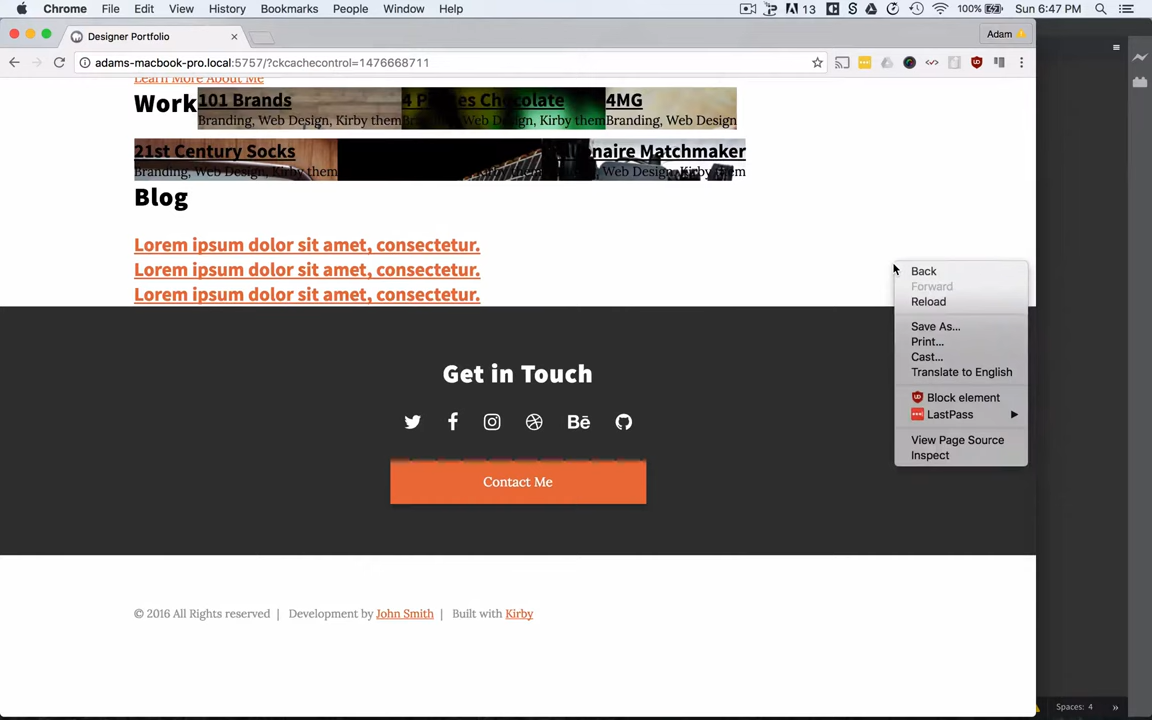 Chrome File Edit View History Bookmarks People Window Help 13 100% Sun 6:47 PM
Designer Portfolio Adam
adams-macbook-pro.local:5757/?ckcachecontrol=1476668711
Learn More About Me
Work 101 Brands 4MG
Branding, Web Design, Kirby them Web Design, Kirby them Branding, Web Design
21st Century Socks Matchmaker
Branding, Web Design, Kirby them Web Design, Kirby them
Blog
Lorem ipsum dolor sit amet, consectetur.
Lorem ipsum dolor sit amet, consectetur.
Lorem ipsum dolor sit amet, consectetur.
Back
Forward
Reload
Save As...
Print...
Cast...
Translate to English
Block element
LastPass
View Page Source
Inspect
Get in Touch
Bē
Contact Me
© 2016 All Rights reserved | Development by John Smith | Built with Kirby
Spaces: 4